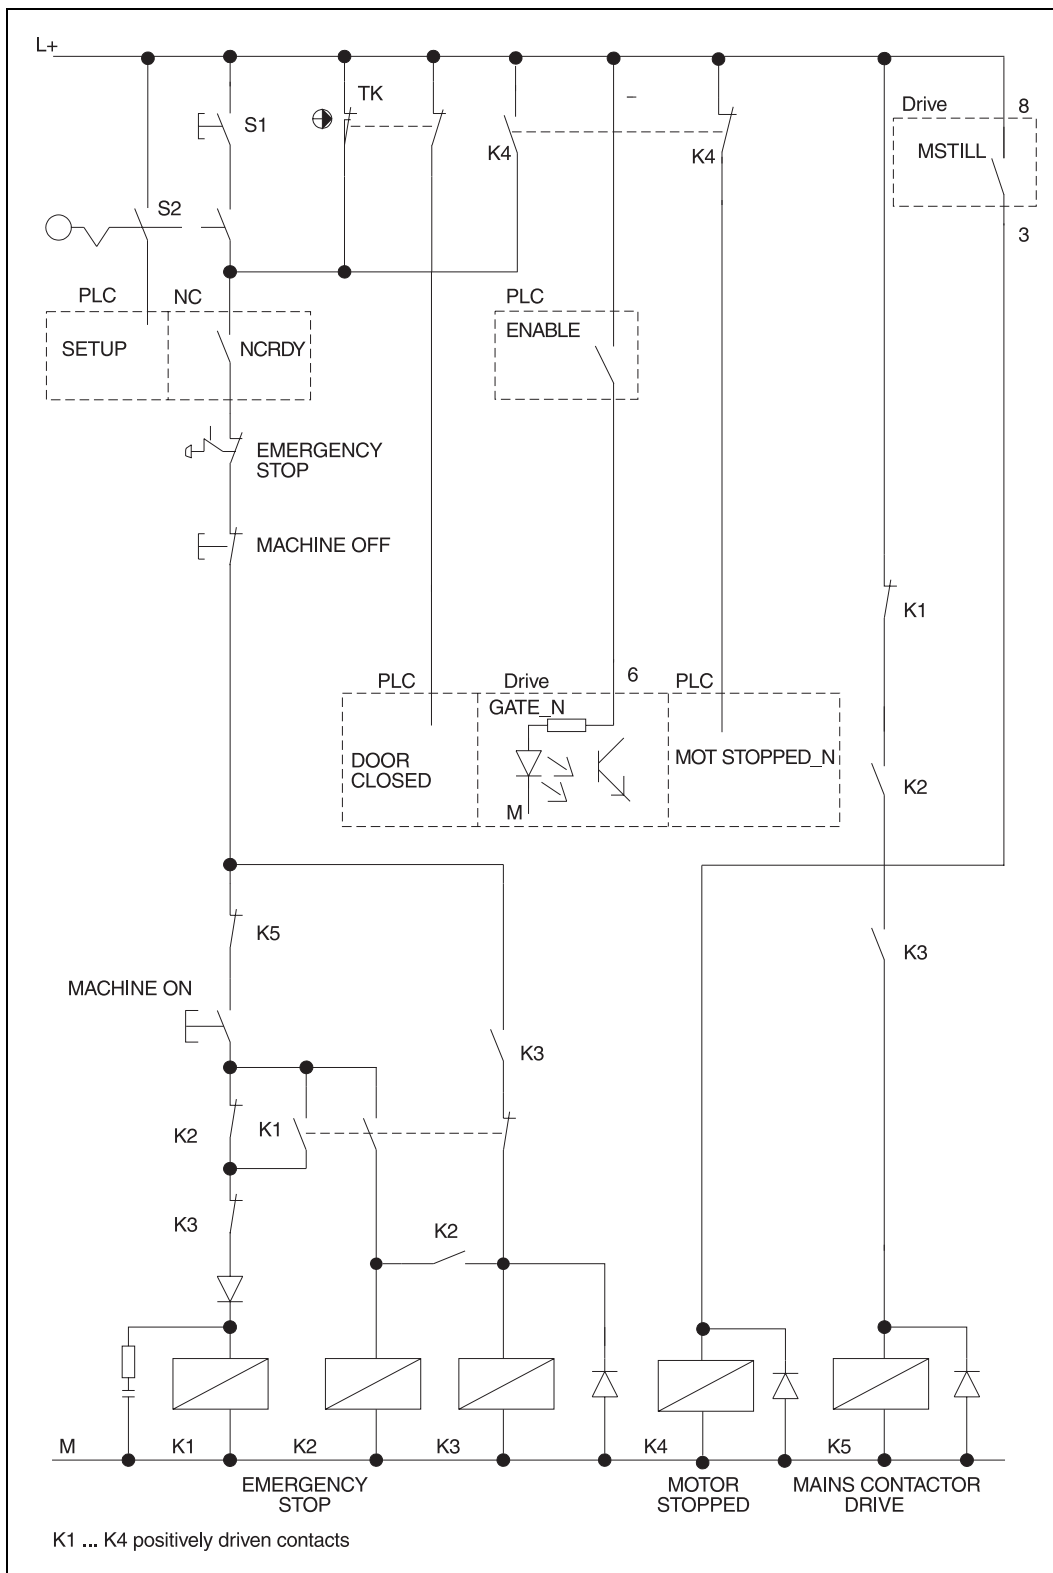 L+
TK
S1
K4
K4
Drive
8
MSTILL
3
S2
PLC
NC
SETUP
NCRDY
PLC
ENABLE
EMERGENCY
STOP
MACHINE OFF
K1
PLC
Drive
6
PLC
GATE_N
DOOR
CLOSED
MOT STOPPED_N
M
K2
K5
K3
MACHINE ON
K3
K2
K1
K3
K2
M
K1
K2
K3
K4
K5
EMERGENCY
STOP
MOTOR
STOPPED
MAINS CONTACTOR
DRIVE
K1 ... K4 positively driven contacts